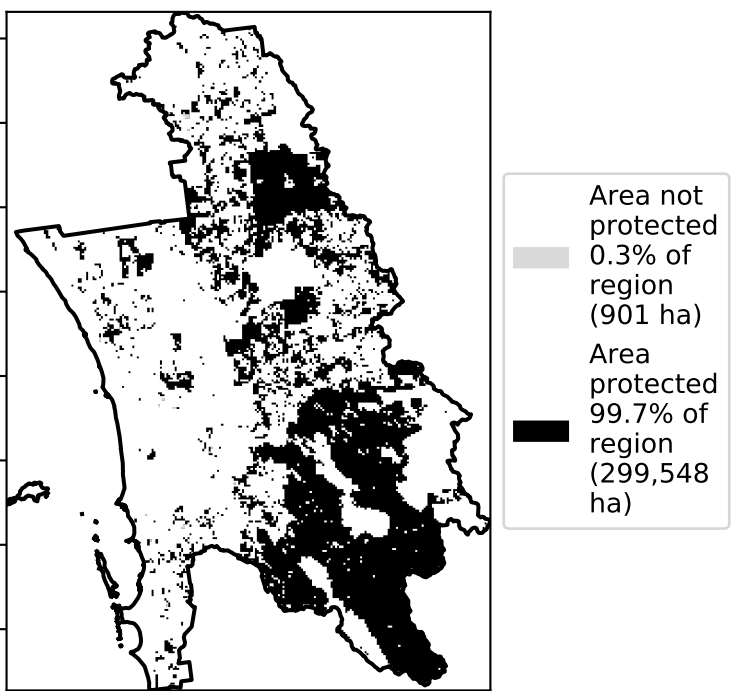 Area not
protected
0.3% of
region
(901 ha)
Area
protected
99.7% of
region
(299,548
ha)